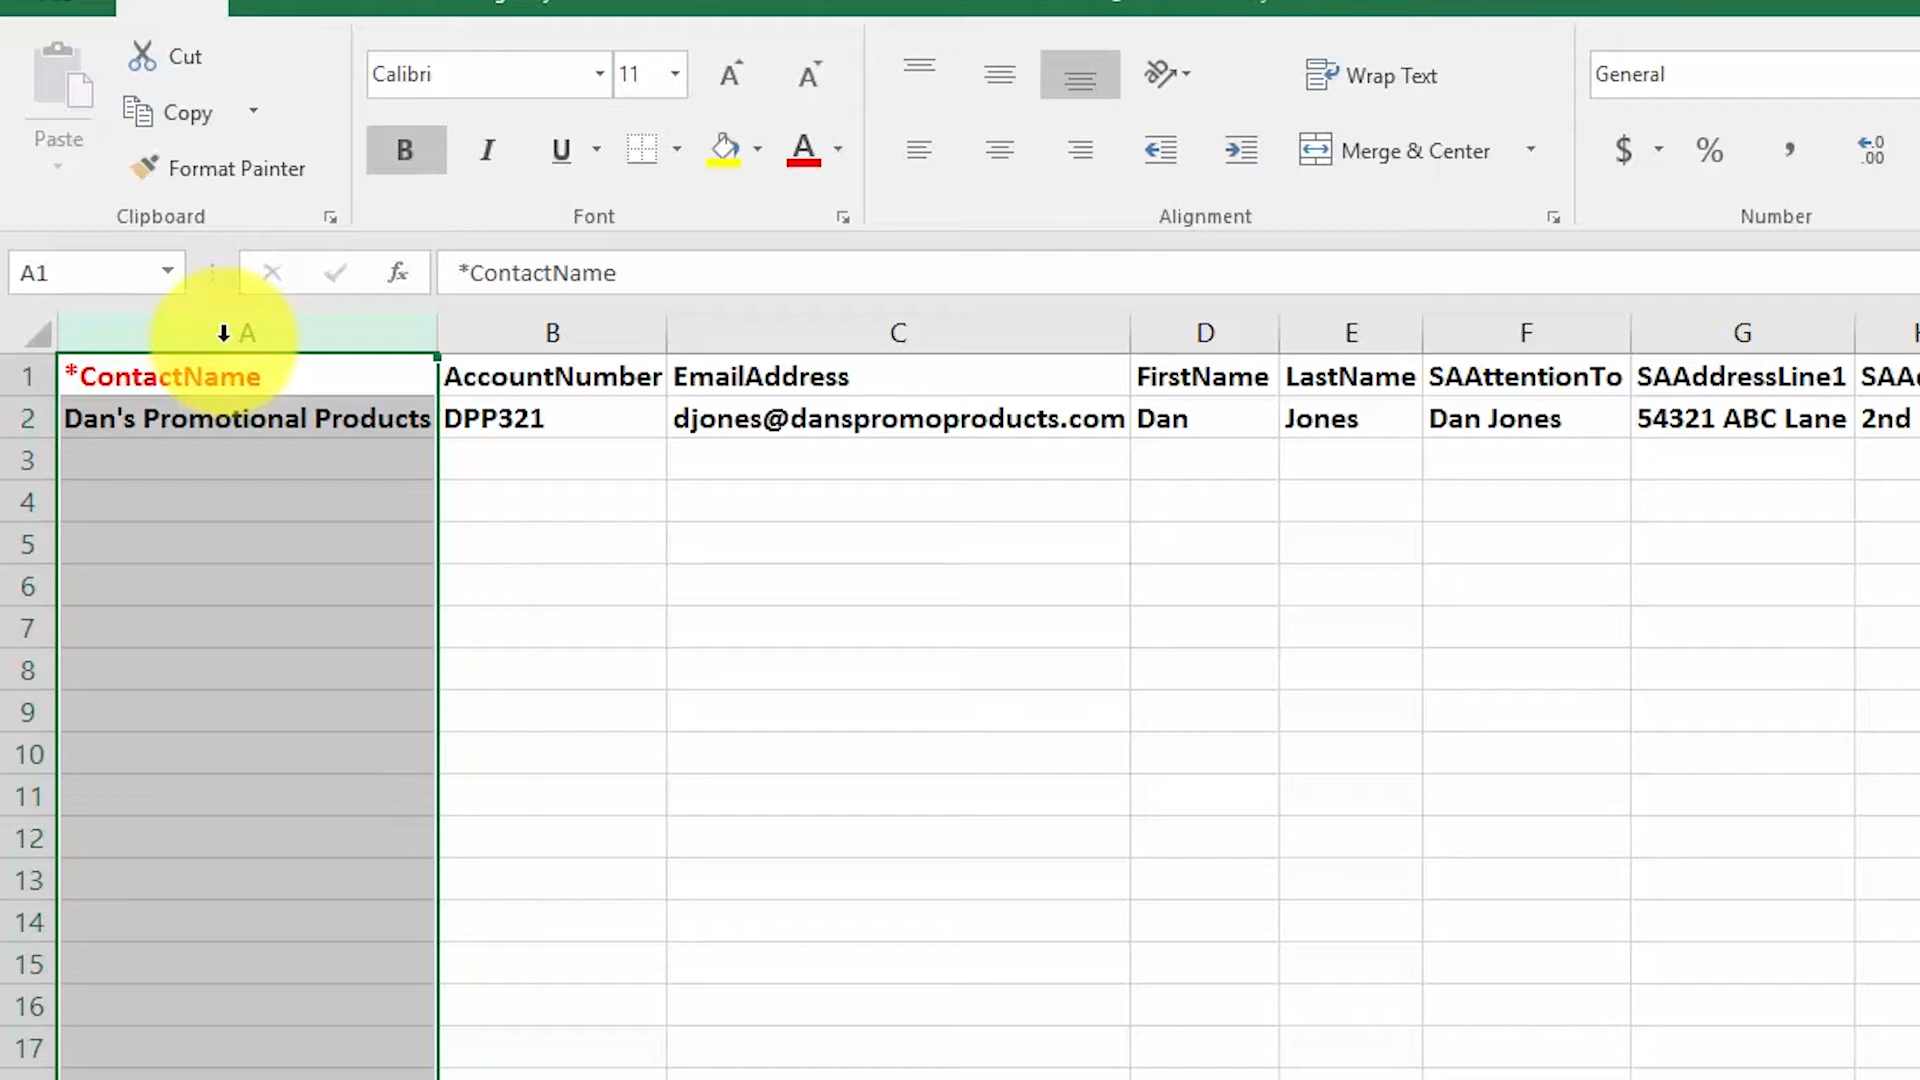 Cut
Copy
Paste
Format Painter
Clipboard
Calibri
11
A A
B I U A
Font
Wrap Text
Merge & Center
Alignment
General
$ % ,
.0
.00
Number
A1
fx
*ContactName
A B C D E F G
1 *ContactName AccountNumber EmailAddress FirstName LastName SAAttentionTo SAAddressLine1
2 Dan's Promotional Products DPP321 djones@danspromoproducts.com Dan Jones Dan Jones 54321 ABC Lane 2nd
3
4
5
6
7
8
9
10
11
12
13
14
15
16
17